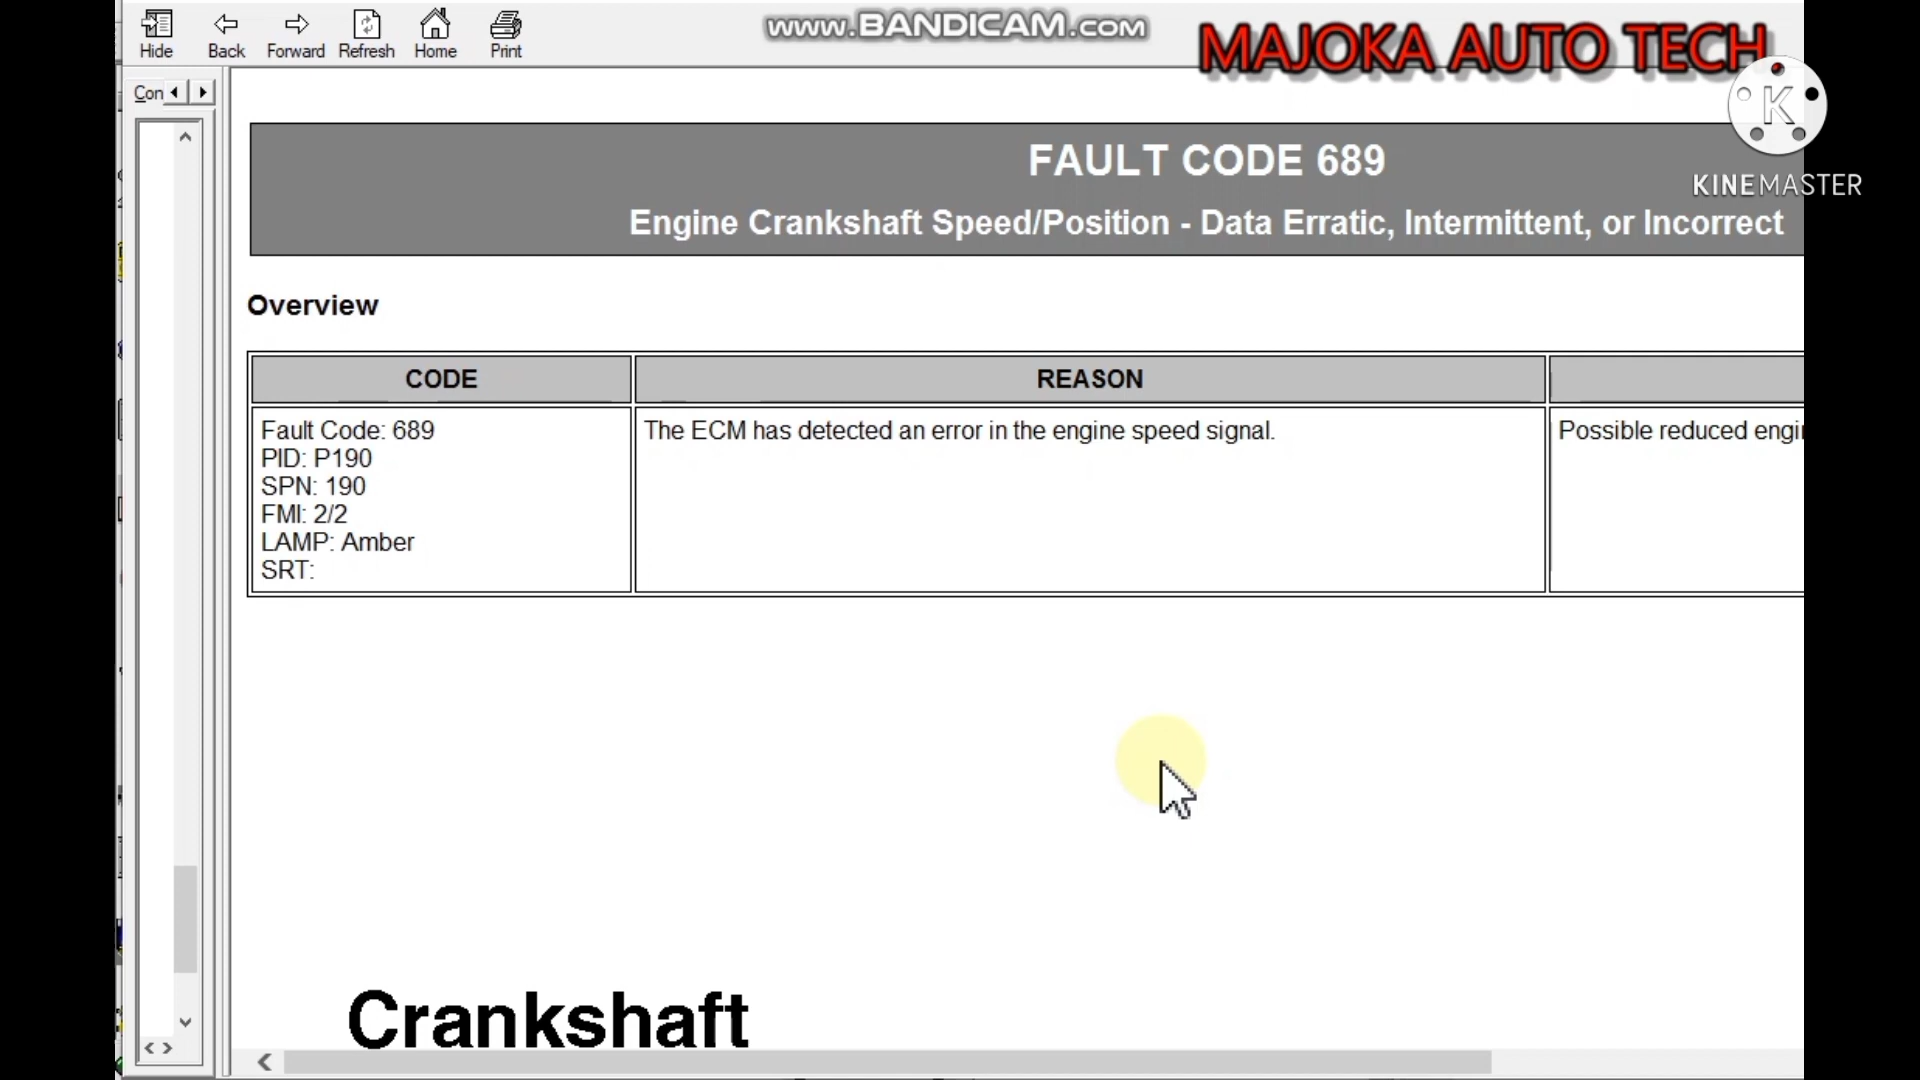 www.BANDICAM.com
MAJOKA AUTO TECH
Hide Back Forward Refresh Home Print
Con
K
KINEMASTER
FAULT CODE 689
Engine Crankshaft Speed/Position - Data Erratic, Intermittent, or Incorrect
Overview
CODE REASON
Fault Code: 689
PID: P190
SPN: 190
FMI: 2/2
LAMP: Amber
SRT:
The ECM has detected an error in the engine speed signal.
Possible reduced engi
Crankshaft